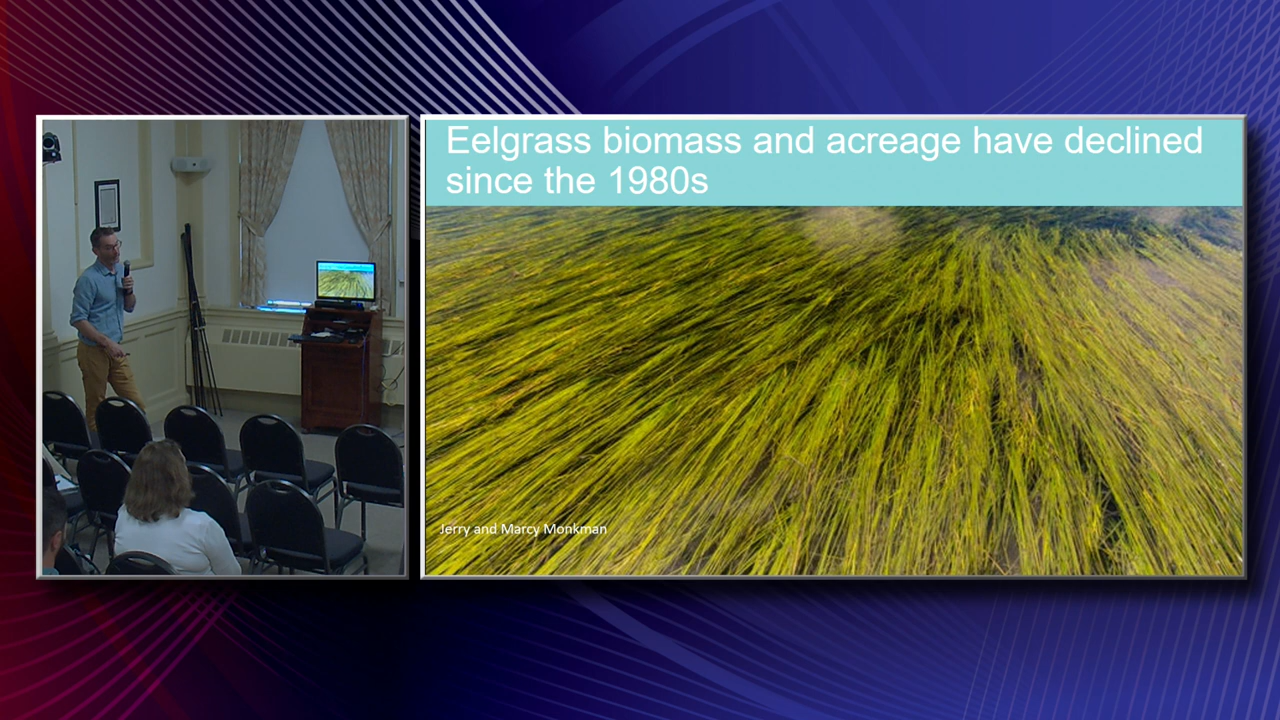 Eelgrass biomass and acreage have declined
since the 1980s
Jerry and Marcy Monkman